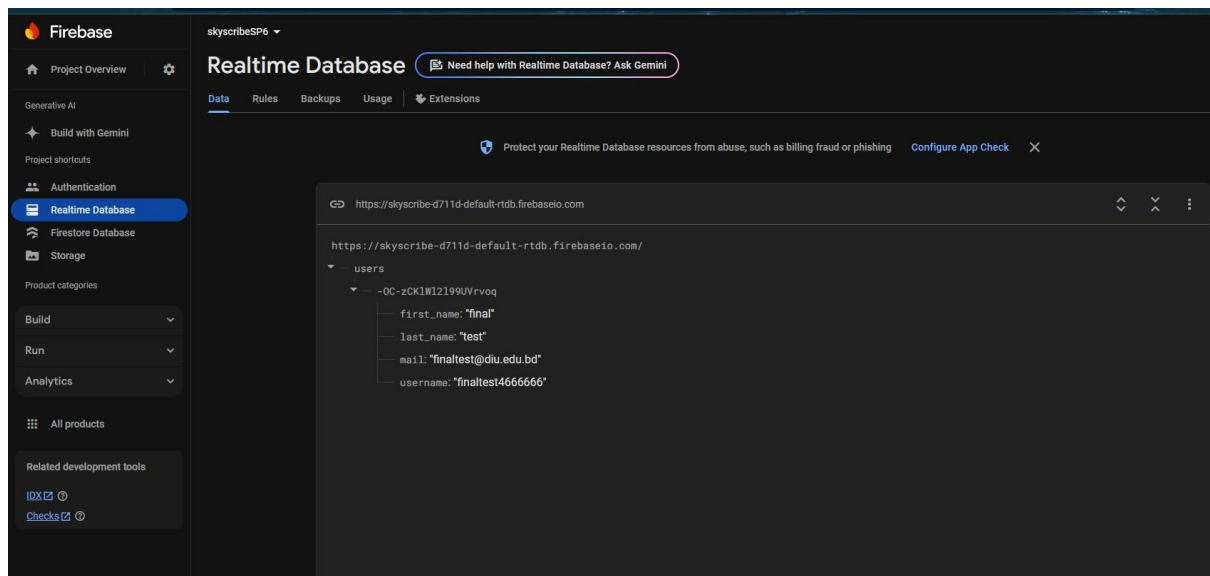 Firebase
Project Overview
Generative AI
Build with Gemini
Project shortcuts
Authentication
Realtime Database
Firestore Database
Storage
Product categories
Build
Run
Analytics
All products
Related development tools
IDX
Checks
skyscribeSP6
Realtime Database
Need help with Realtime Database? Ask Gemini
Data Rules Backups Usage Extensions
Protect your Realtime Database resources from abuse, such as billing fraud or phishing Configure App Check
https://skyscribe-d711d-default-rtdb.firebaseio.com
https://skyscribe-d711d-default-rtdb.firebaseio.com/
users
-OC-zCKlWl2l99UVrvoq
first_name: "final"
last_name: "test"
mail: "finaltest@diu.edu.bd"
username: "finaltest4666666"